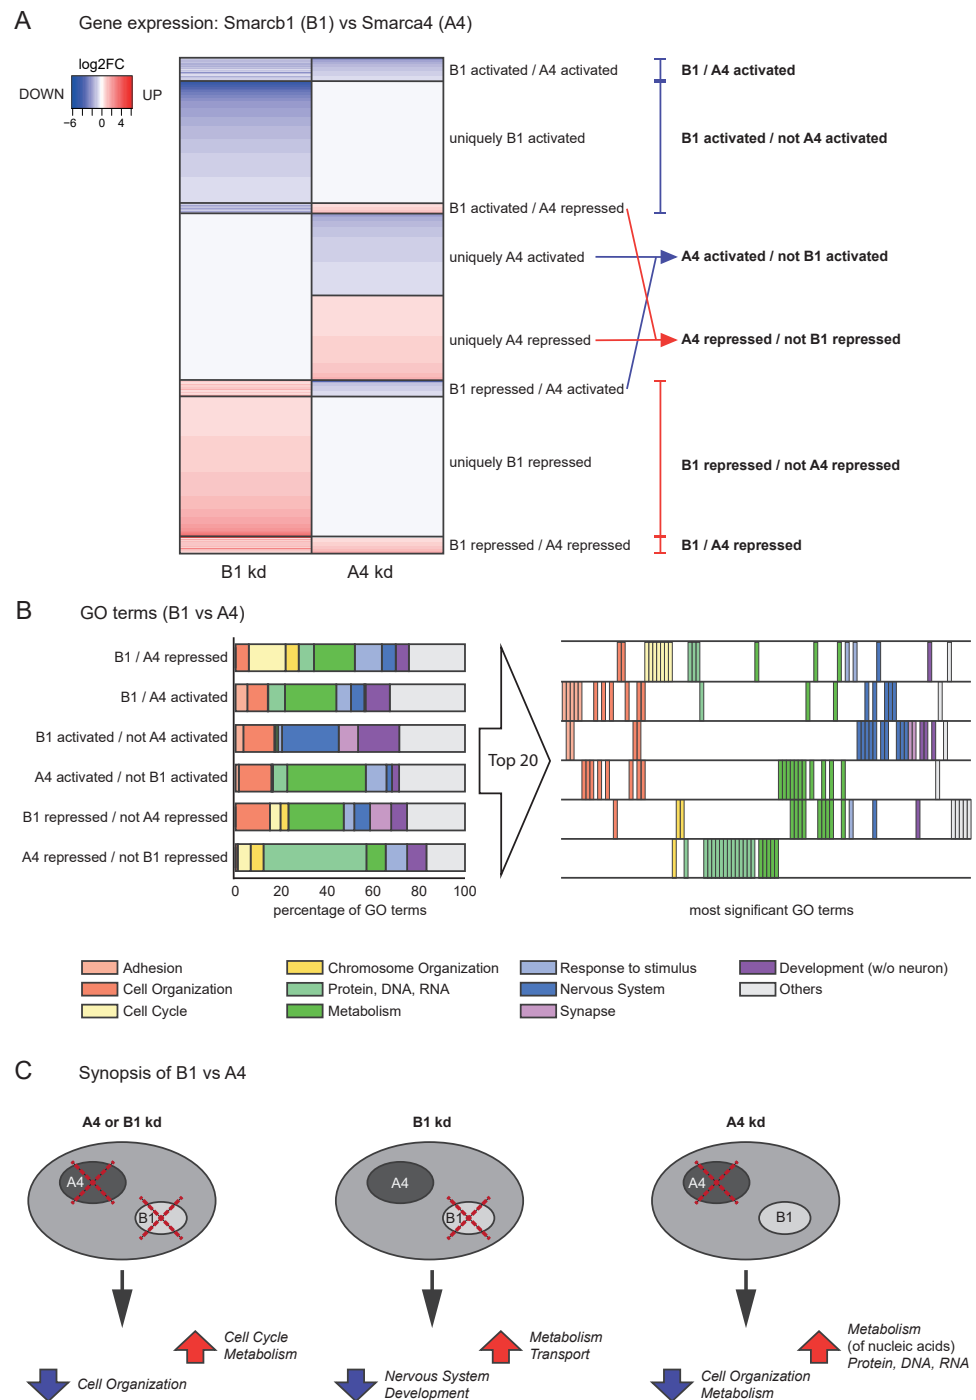 A Gene expression: Smarcb1 (B1) vs Smarca4 (A4)
log2FC
DOWN UP
−6 0 4
B1 activated / A4 activated
B1 / A4 activated
uniquely B1 activated
B1 activated / not A4 activated
B1 activated / A4 repressed
uniquely A4 activated
A4 activated / not B1 activated
uniquely A4 repressed
A4 repressed / not B1 repressed
B1 repressed / A4 activated
uniquely B1 repressed
B1 repressed / not A4 repressed
B1 repressed / A4 repressed
B1 / A4 repressed
B1 kd A4 kd
B GO terms (B1 vs A4)
B1 / A4 repressed
B1 / A4 activated
B1 activated / not A4 activated
A4 activated / not B1 activated
B1 repressed / not A4 repressed
A4 repressed / not B1 repressed
0 20 40 60 80 100
percentage of GO terms
Top 20
most significant GO terms
Adhesion
Cell Organization
Cell Cycle
Chromosome Organization
Protein, DNA, RNA
Metabolism
Response to stimulus
Nervous System
Synapse
Development (w/o neuron)
Others
C Synopsis of B1 vs A4
A4 or B1 kd
A4
B1
Cell Cycle
Metabolism
Cell Organization
B1 kd
A4
B1
Metabolism
Transport
Nervous System
Development
A4 kd
A4
B1
Metabolism
(of nucleic acids)
Protein, DNA, RNA
Cell Organization
Metabolism